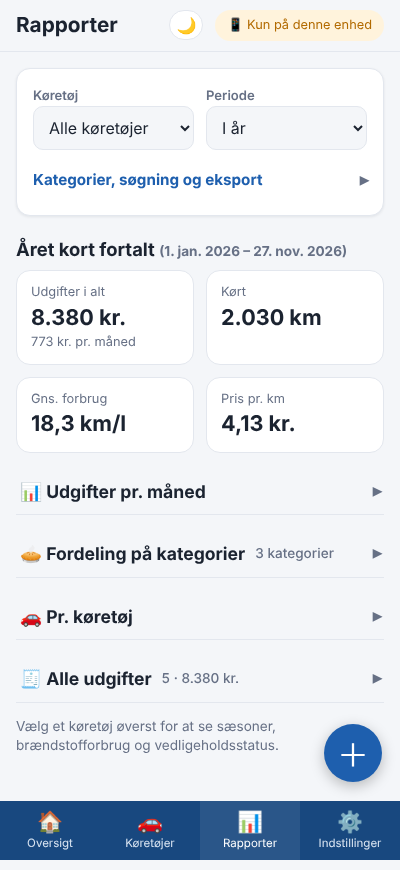 Rapporter
🌙
📱 Kun på denne enhed
Køretøj
Periode
Alle køretøjer
I år
Kategorier, søgning og eksport ▶
Året kort fortalt (1. jan. 2026 – 27. nov. 2026)
Udgifter i alt
8.380 kr.
773 kr. pr. måned
Kørt
2.030 km
Gns. forbrug
18,3 km/l
Pris pr. km
4,13 kr.
📊 Udgifter pr. måned ▶
🥧 Fordeling på kategorier 3 kategorier ▶
🚗 Pr. køretøj ▶
🧾 Alle udgifter 5 · 8.380 kr. ▶
Vælg et køretøj øverst for at se sæsoner,
brændstofforbrug og vedligeholdsstatus.
+
Oversigt
Køretøjer
Rapporter
Indstillinger